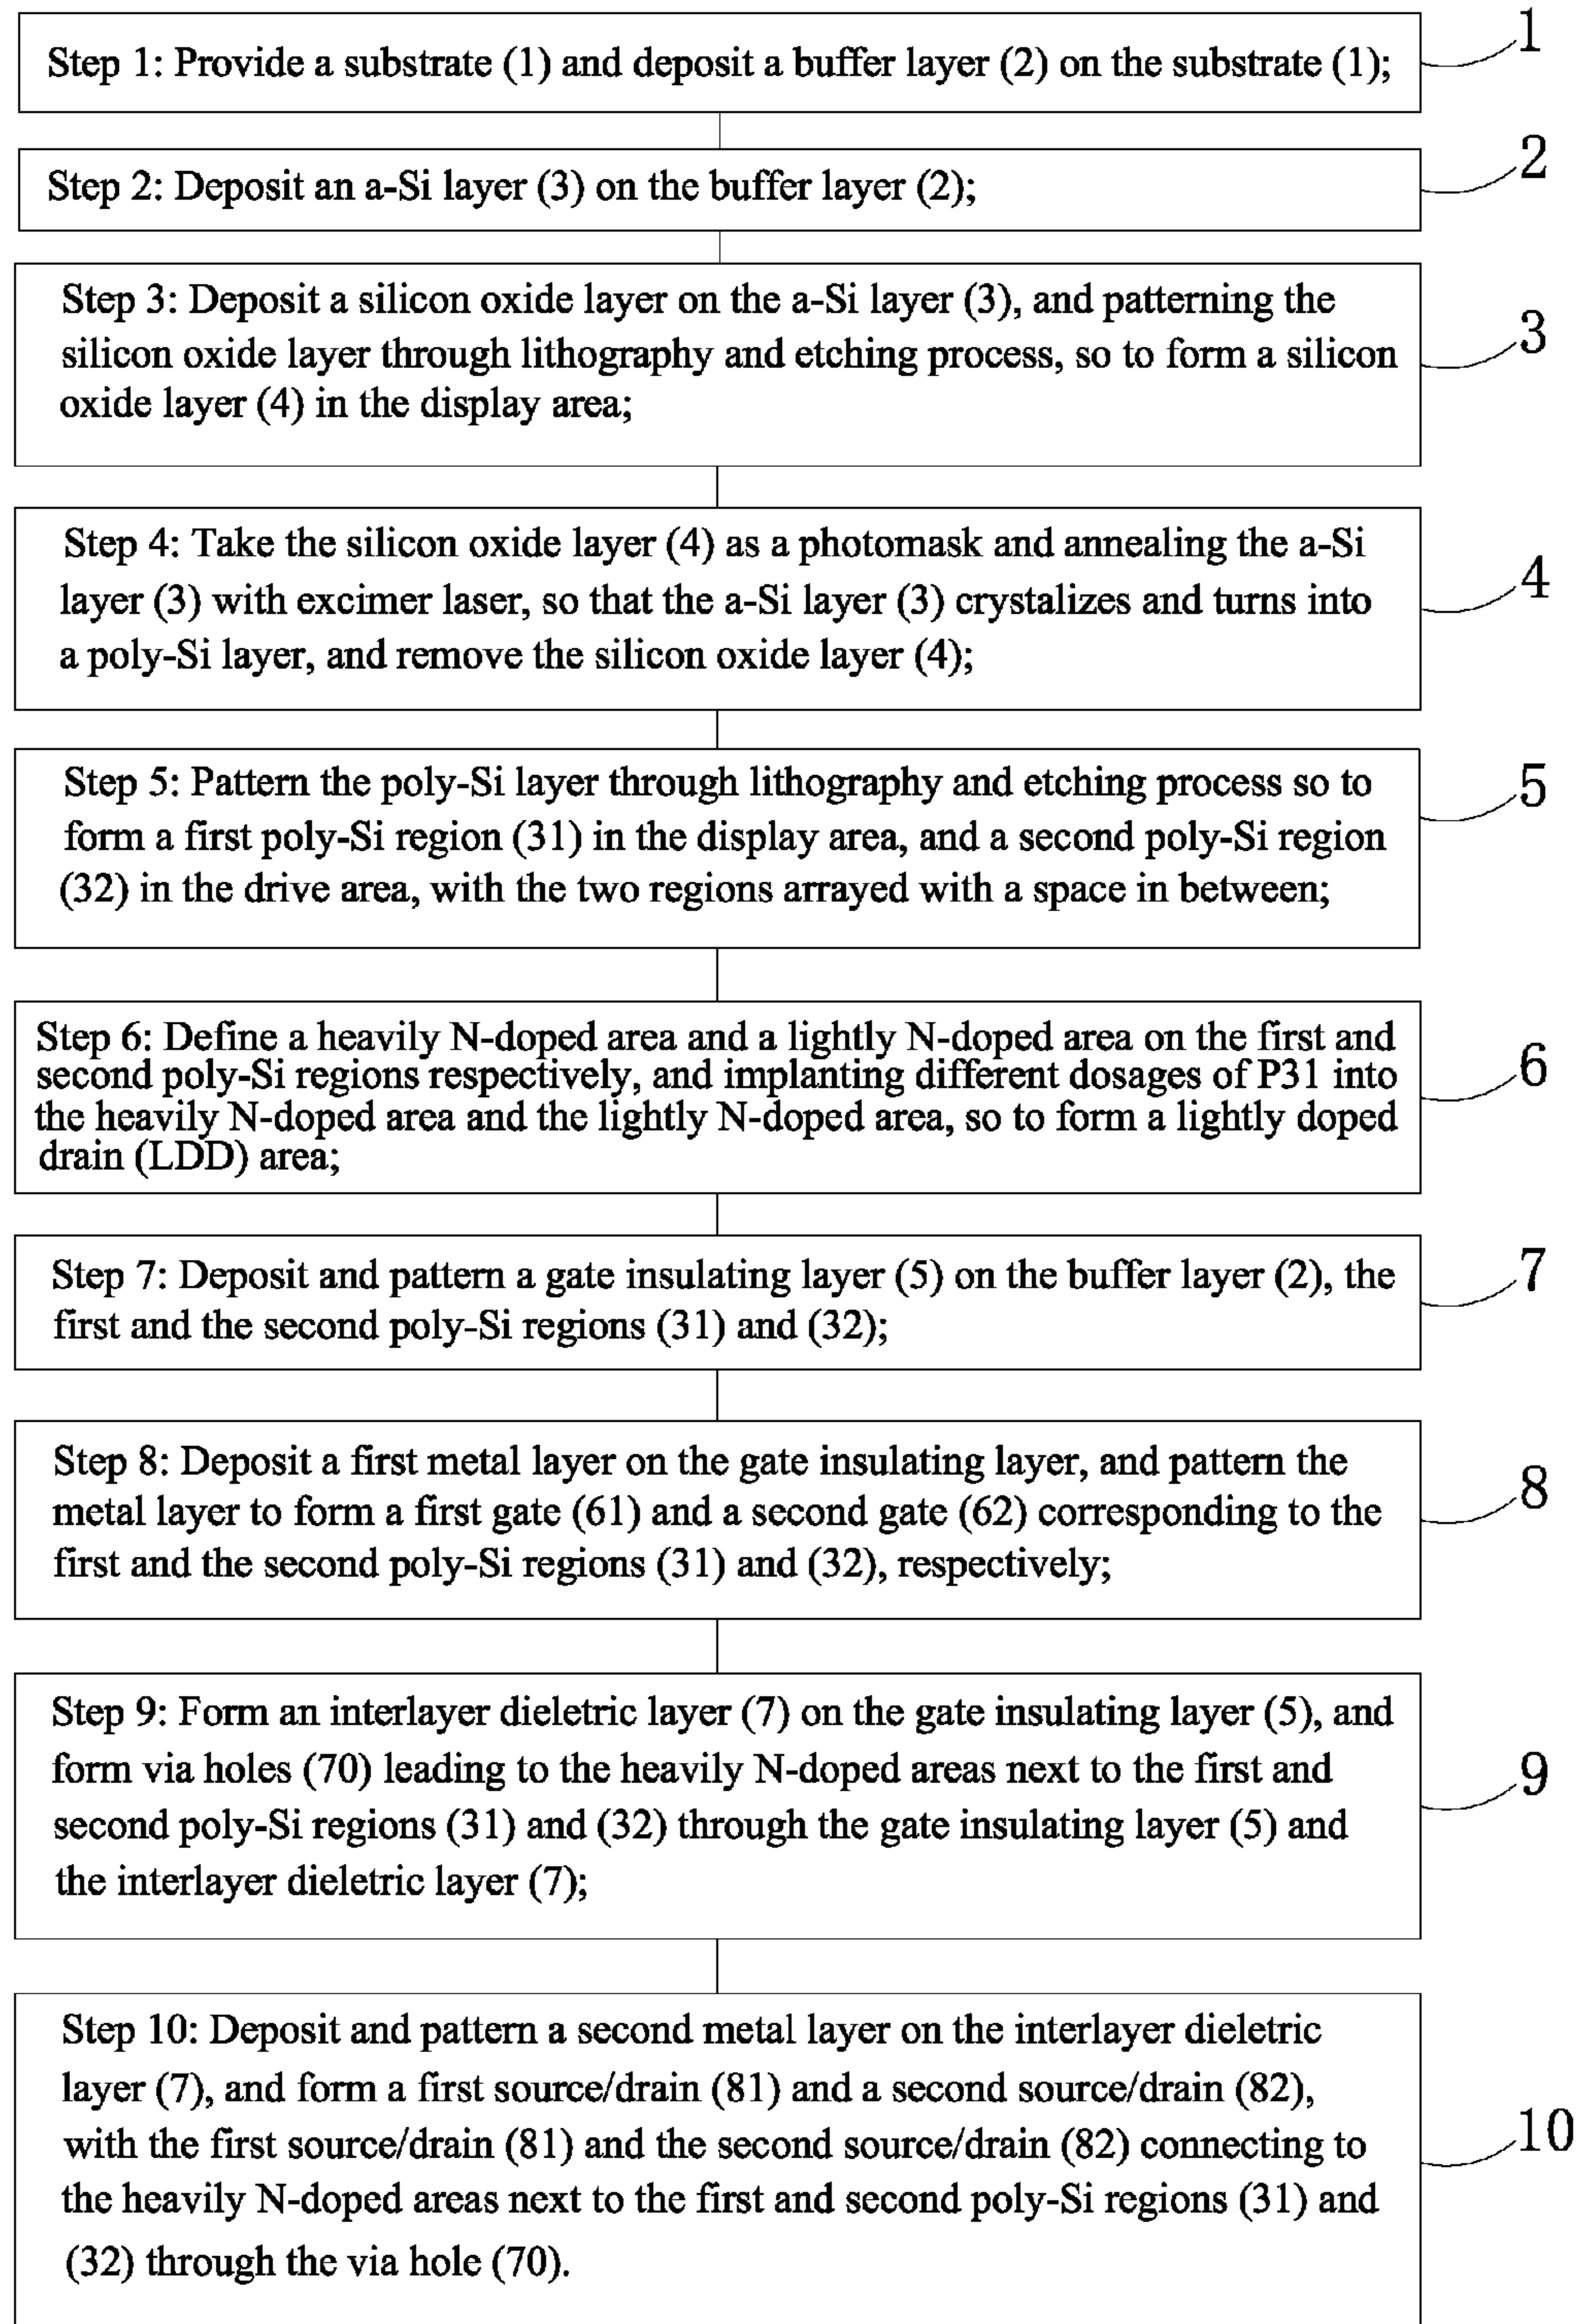 Step 1: Provide a substrate (1) and deposit a buffer layer (2) on the substrate (1);
1
Step 2: Deposit an a-Si layer (3) on the buffer layer (2);
2
Step 3: Deposit a silicon oxide layer on the a-Si layer (3), and patterning the
silicon oxide layer through lithography and etching process, so to form a silicon
oxide layer (4) in the display area;
3
Step 4: Take the silicon oxide layer (4) as a photomask and annealing the a-Si
layer (3) with excimer laser, so that the a-Si layer (3) crystalizes and turns into
a poly-Si layer, and remove the silicon oxide layer (4);
4
Step 5: Pattern the poly-Si layer through lithography and etching process so to
form a first poly-Si region (31) in the display area, and a second poly-Si region
(32) in the drive area, with the two regions arrayed with a space in between;
5
Step 6: Define a heavily N-doped area and a lightly N-doped area on the first and
second poly-Si regions respectively, and implanting different dosages of P31 into
the heavily N-doped area and the lightly N-doped area, so to form a lightly doped
drain (LDD) area;
6
Step 7: Deposit and pattern a gate insulating layer (5) on the buffer layer (2), the
first and the second poly-Si regions (31) and (32);
7
Step 8: Deposit a first metal layer on the gate insulating layer, and pattern the
metal layer to form a first gate (61) and a second gate (62) corresponding to the
first and the second poly-Si regions (31) and (32), respectively;
8
Step 9: Form an interlayer dieletric layer (7) on the gate insulating layer (5), and
form via holes (70) leading to the heavily N-doped areas next to the first and
second poly-Si regions (31) and (32) through the gate insulating layer (5) and
the interlayer dieletric layer (7);
9
Step 10: Deposit and pattern a second metal layer on the interlayer dieletric
layer (7), and form a first source/drain (81) and a second source/drain (82),
with the first source/drain (81) and the second source/drain (82) connecting to
the heavily N-doped areas next to the first and second poly-Si regions (31) and
(32) through the via hole (70).
10